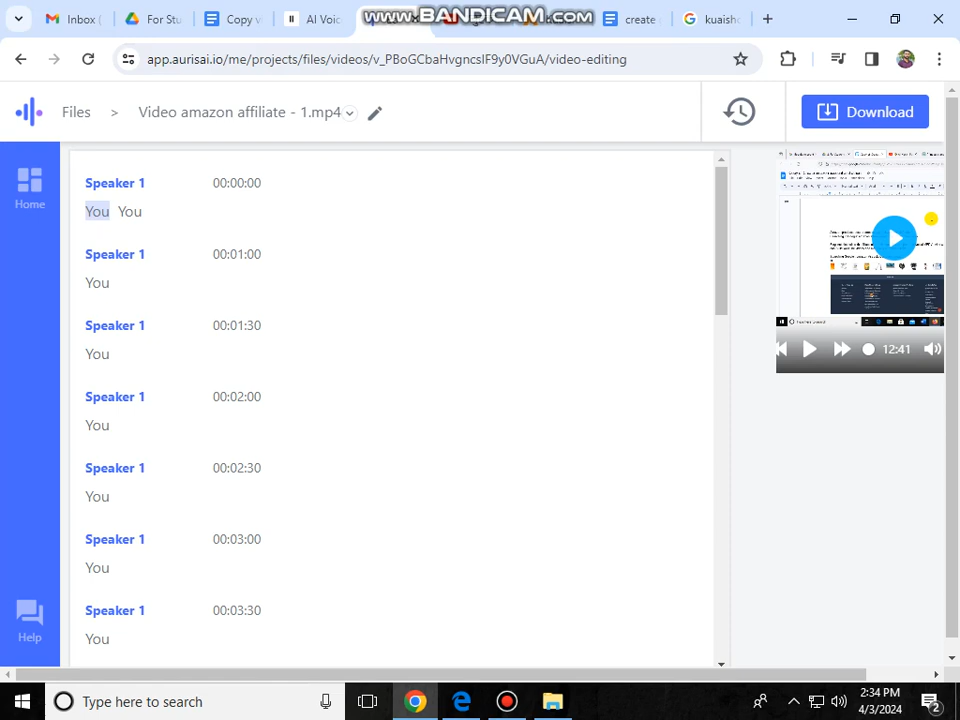 Inbox (
For Stu
Copy v
AI Voic
WWW.BANDICAM.COM
create
kuaish
app.aurisai.io/me/projects/files/videos/v_PBoGCbaHvgncsIF9y0VGuA/video-editing
Files > Video amazon affiliate - 1.mp4
Download
Home
Speaker 1 00:00:00
You You
Speaker 1 00:01:00
You
Speaker 1 00:01:30
You
Speaker 1 00:02:00
You
Speaker 1 00:02:30
You
Speaker 1 00:03:00
You
Speaker 1 00:03:30
You
12:41
Help
Type here to search
2:34 PM
4/3/2024
2